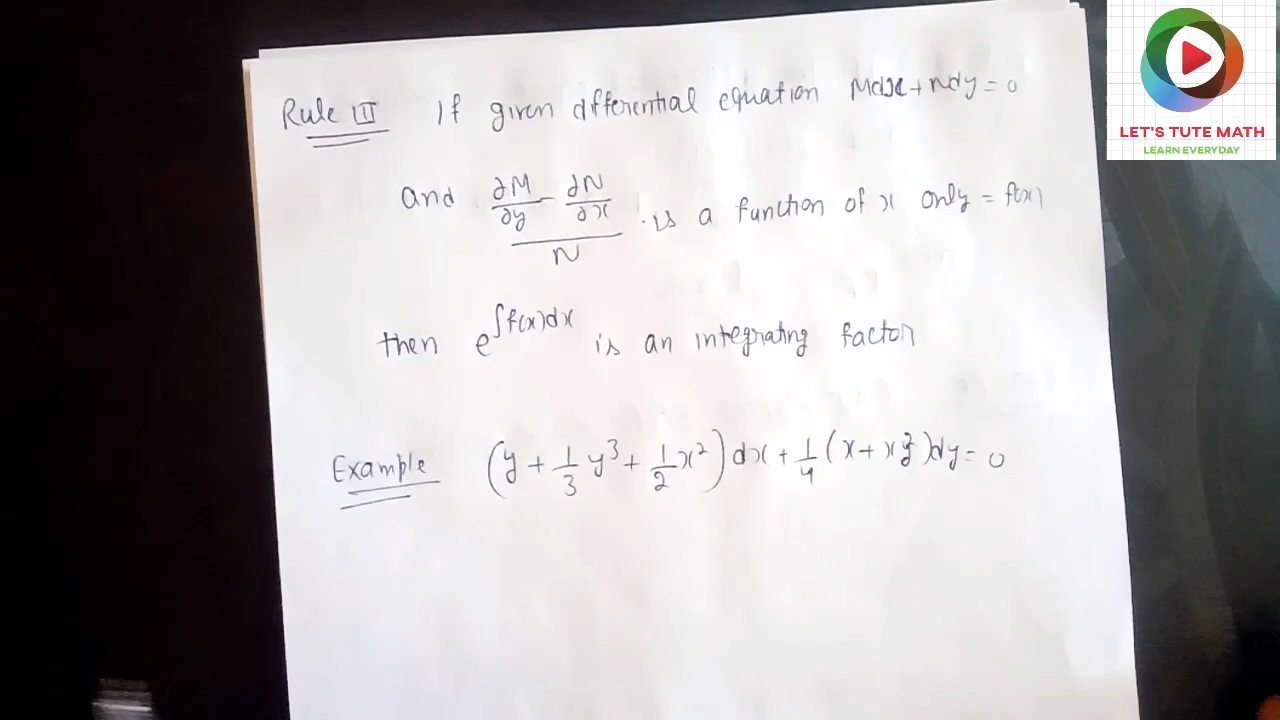 LET'S TUTE MATH
LEARN EVERYDAY
Rule III If given differential equation Mdx+Ndy=0
And ∂M/∂y - ∂N/∂x
N
is a function of x only = f(x)
then e^∫f(x)dx is an integrating factor
Example (y + 1/3 y³ + 1/2 x²) dx + 1/4 (x + xy²)dy = 0